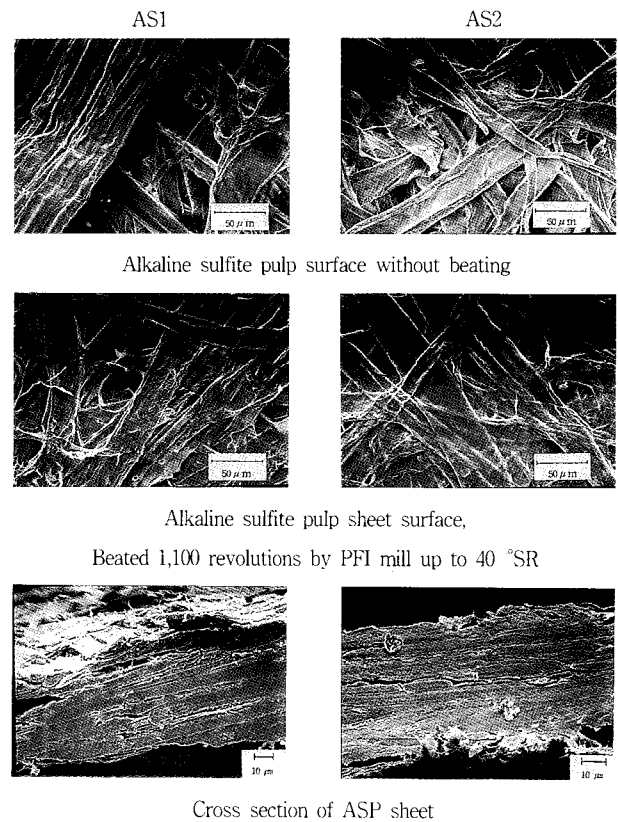 AS1 AS2
50 μm 50 μm
Alkaline sulfite pulp surface without beating
50 μm 50 μm
Alkaline sulfite pulp sheet surface,
Beated 1,100 revolutions by PFI mill up to 40 °SR
10 μm 10 μm
Cross section of ASP sheet